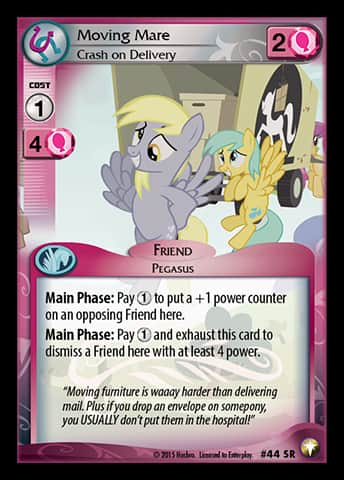 Moving Mare
Crash on Delivery
2
COST
1
4
FRIEND
PEGASUS
Main Phase: Pay 1 to put a +1 power counter
on an opposing Friend here.
Main Phase: Pay 1 and exhaust this card to
dismiss a Friend here with at least 4 power.
“Moving furniture is waaay harder than delivering
mail. Plus if you drop an envelope on somepony,
you USUALLY don’t put them in the hospital!”
© 2015 Hasbro. Licensed to Enterplay. #44 SR